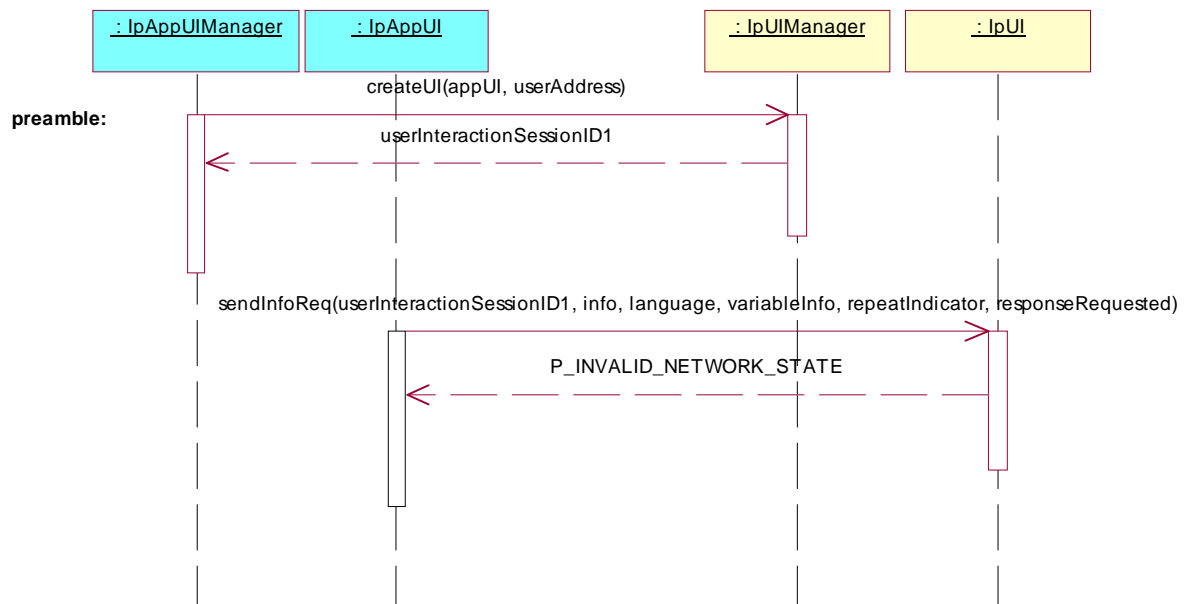 : IpAppUIManager
: IpAppUI
: IpUIManager
: IpUI
createUI(appUI, userAddress)
preamble:
userInteractionSessionID1
sendInfoReq(userInteractionSessionID1, info, language, variableInfo, repeatIndicator, responseRequested)
P_INVALID_NETWORK_STATE